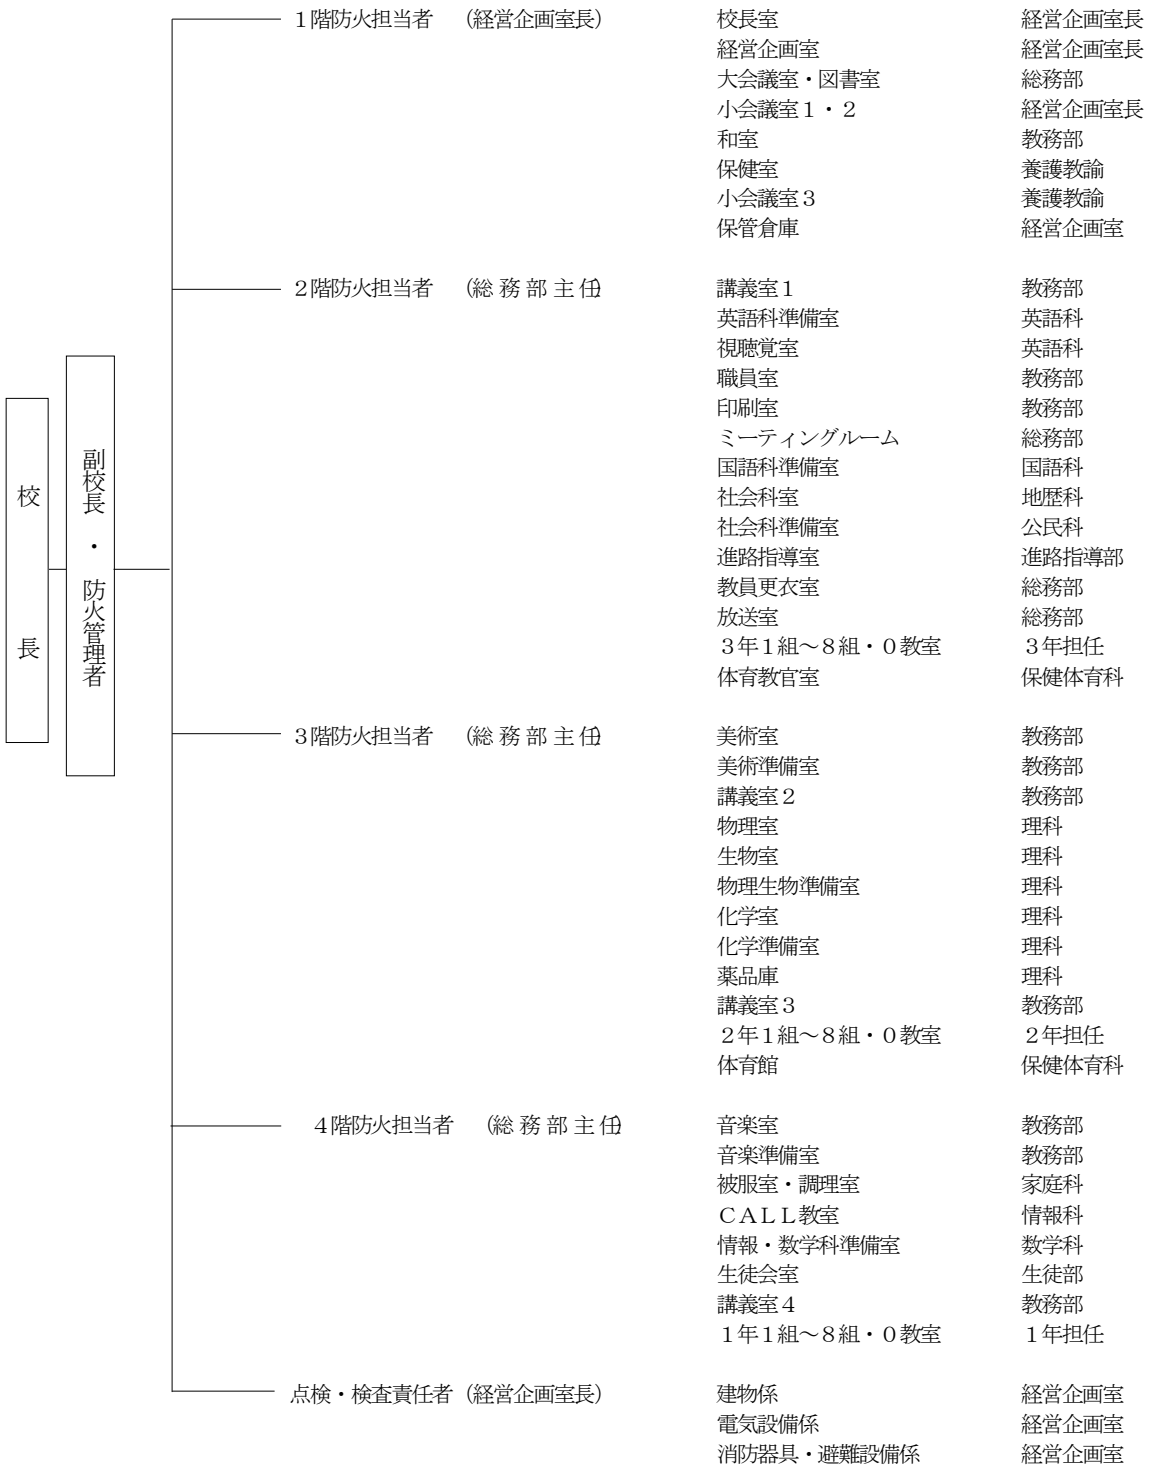 校長
副校長・防火管理者
１階防火担当者 （経営企画室長） 校長室 経営企画室長
経営企画室 経営企画室長
大会議室・図書室 総務部
小会議室１・２ 経営企画室長
和室 教務部
保健室 養護教諭
小会議室３ 養護教諭
保管倉庫 経営企画室
２階防火担当者 （総務部主任） 講義室１ 教務部
英語科準備室 英語科
視聴覚室 英語科
職員室 教務部
印刷室 教務部
ミーティングルーム 総務部
国語科準備室 国語科
社会科室 地歴科
社会科準備室 公民科
進路指導室 進路指導部
教員更衣室 総務部
放送室 総務部
３年１組～８組・０教室 ３年担任
体育教官室 保健体育科
３階防火担当者 （総務部主任） 美術室 教務部
美術準備室 教務部
講義室２ 教務部
物理室 理科
生物室 理科
物理生物準備室 理科
化学室 理科
化学準備室 理科
薬品庫 理科
講義室３ 教務部
２年１組～８組・０教室 ２年担任
体育館 保健体育科
４階防火担当者 （総務部主任） 音楽室 教務部
音楽準備室 教務部
被服室・調理室 家庭科
ＣＡＬＬ教室 情報科
情報・数学科準備室 数学科
生徒会室 生徒部
講義室４ 教務部
１年１組～８組・０教室 １年担任
点検・検査責任者（経営企画室長） 建物係 経営企画室
電気設備係 経営企画室
消防器具・避難設備係 経営企画室